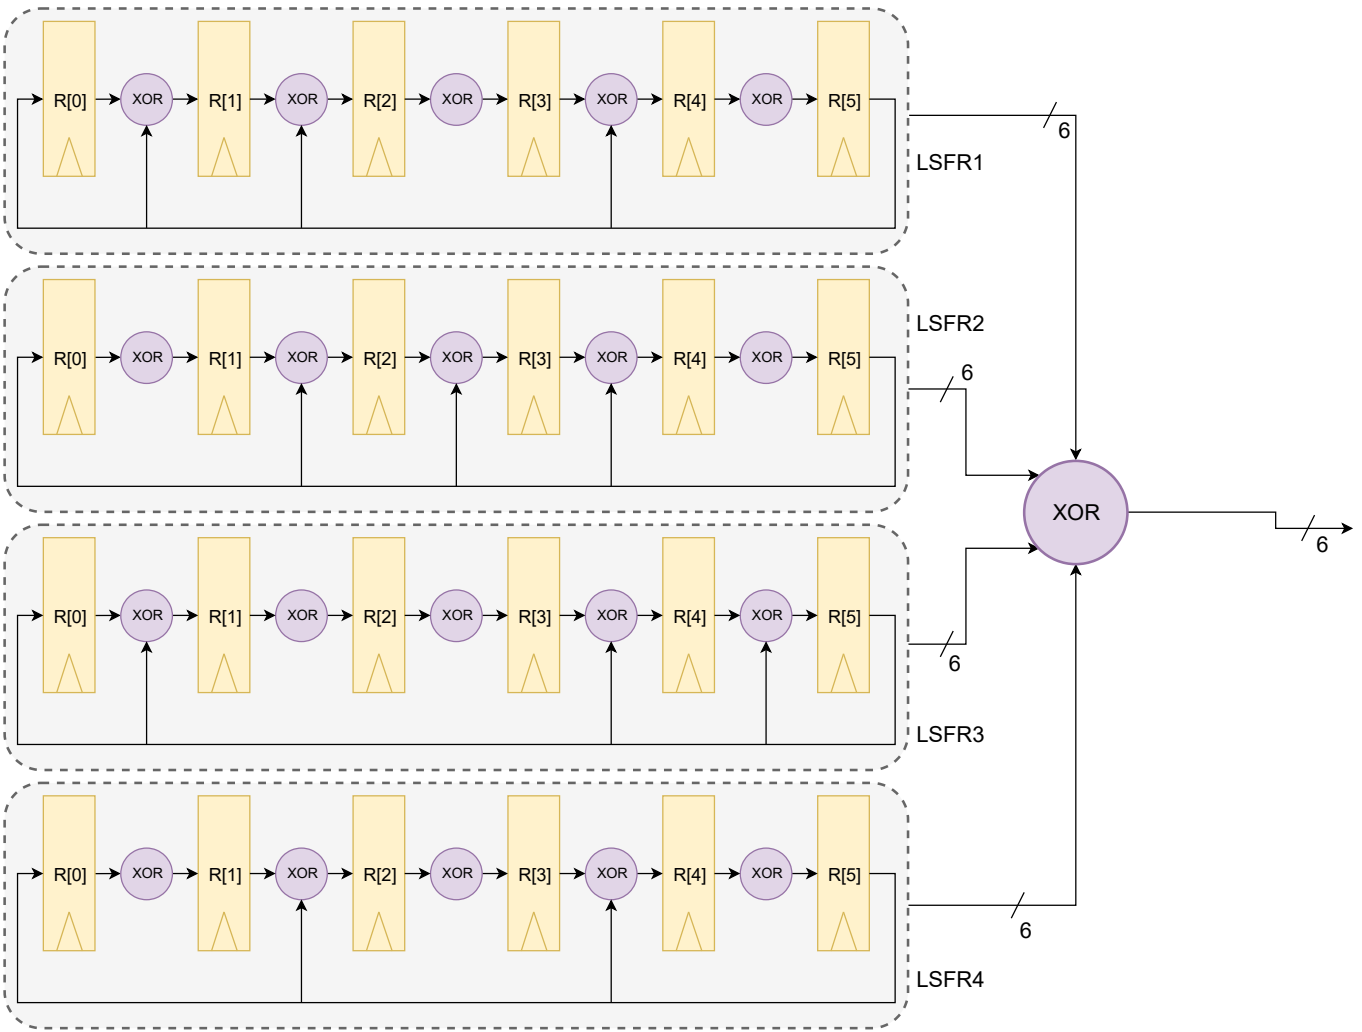 R[0] XOR R[1] XOR R[2] XOR R[3] XOR R[4] XOR R[5]
6
LSFR1
LSFR2
R[0] XOR R[1] XOR R[2] XOR R[3] XOR R[4] XOR R[5]
6
XOR
6
R[0] XOR R[1] XOR R[2] XOR R[3] XOR R[4] XOR R[5]
6
LSFR3
R[0] XOR R[1] XOR R[2] XOR R[3] XOR R[4] XOR R[5]
6
LSFR4